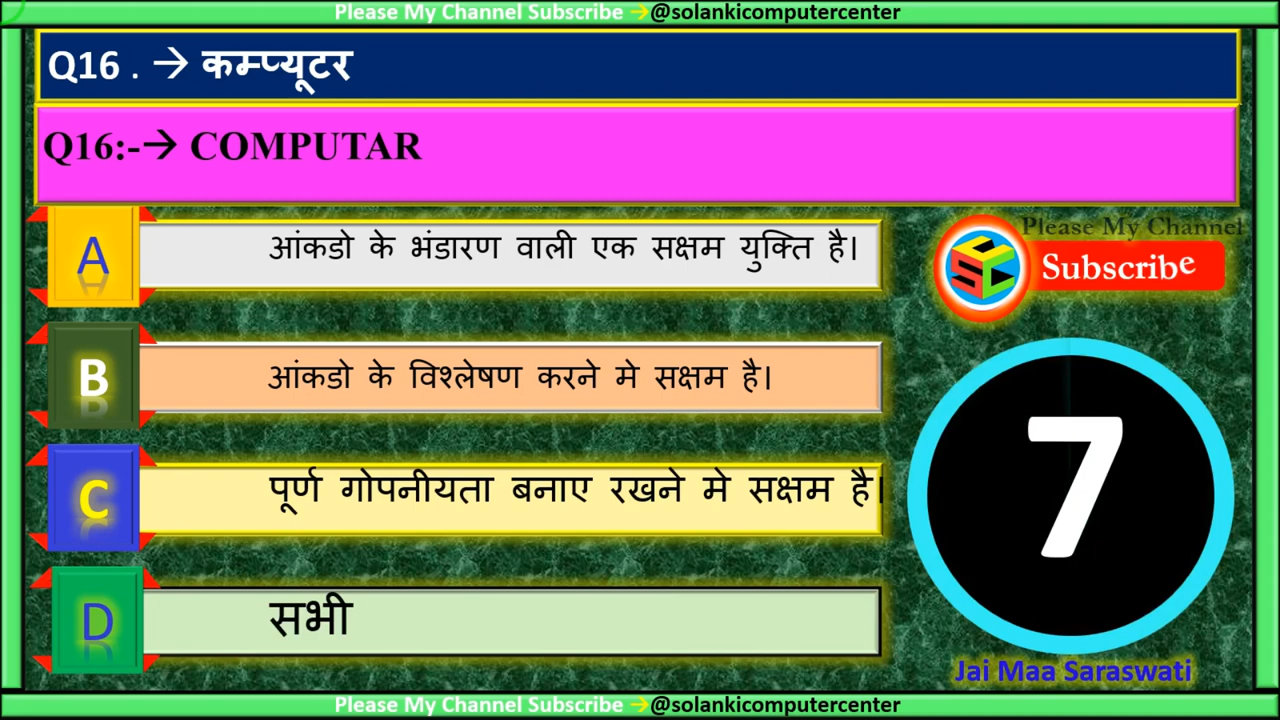 Please My Channel Subscribe →@solankicomputercenter
Q16 . → कम्प्यूटर
Q16:-→ COMPUTAR
A आंकडो के भंडारण वाली एक सक्षम युक्ति है।
Please My Channel
Subscribe
B आंकडो के विश्लेषण करने मे सक्षम है।
C पूर्ण गोपनीयता बनाए रखने मे सक्षम है।
7
D सभी
Jai Maa Saraswati
Please My Channel Subscribe →@solankicomputercenter